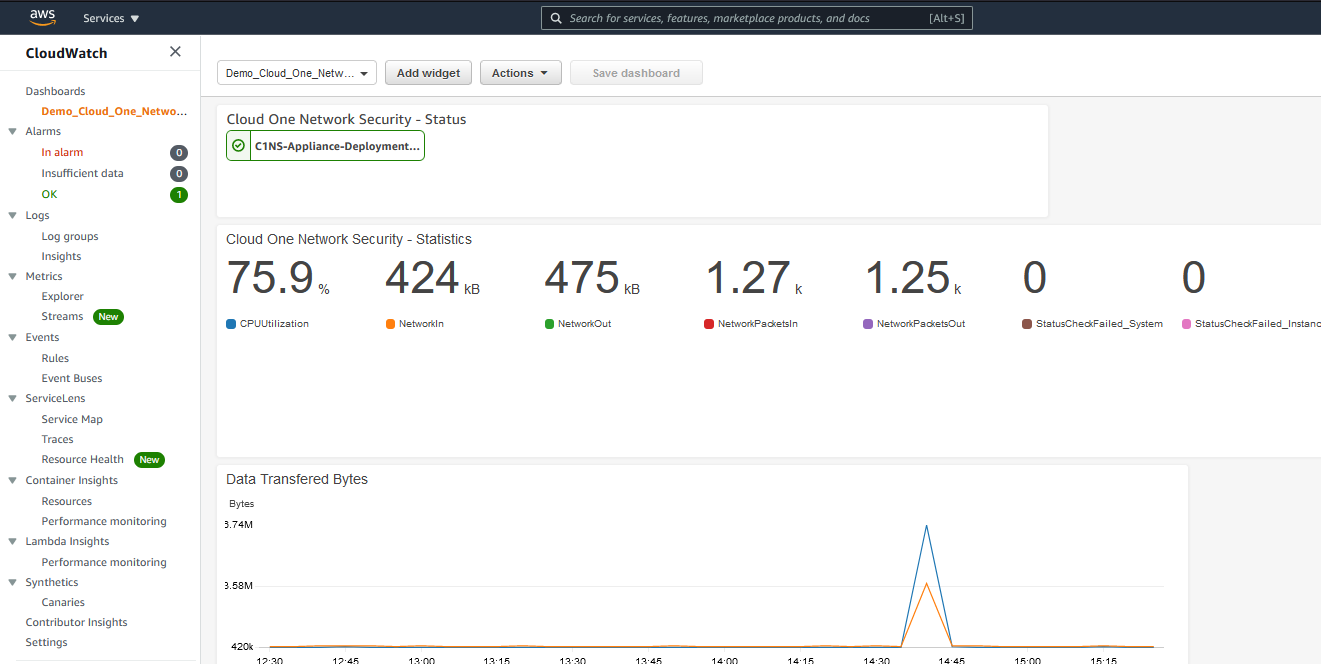 aws Services
Search for services, features, marketplace products, and docs [Alt+S]
CloudWatch
Dashboards
Demo_Cloud_One_Netwo...
Alarms
In alarm 0
Insufficient data 0
OK 1
Logs
Log groups
Insights
Metrics
Explorer
Streams New
Events
Rules
Event Buses
ServiceLens
Service Map
Traces
Resource Health New
Container Insights
Resources
Performance monitoring
Lambda Insights
Performance monitoring
Synthetics
Canaries
Contributor Insights
Settings
Demo_Cloud_One_Netw... Add widget Actions Save dashboard
Cloud One Network Security - Status
C1NS-Appliance-Deployment...
Cloud One Network Security - Statistics
75.9 % 424 kB 475 kB 1.27 k 1.25 k 0 0
CPUUtilization NetworkIn NetworkOut NetworkPacketsIn NetworkPacketsOut StatusCheckFailed_System StatusCheckFailed_Instanc
Data Transfered Bytes
Bytes
3.74M
3.58M
420k
12:30 12:45 13:00 13:15 13:30 13:45 14:00 14:15 14:30 14:45 15:00 15:15